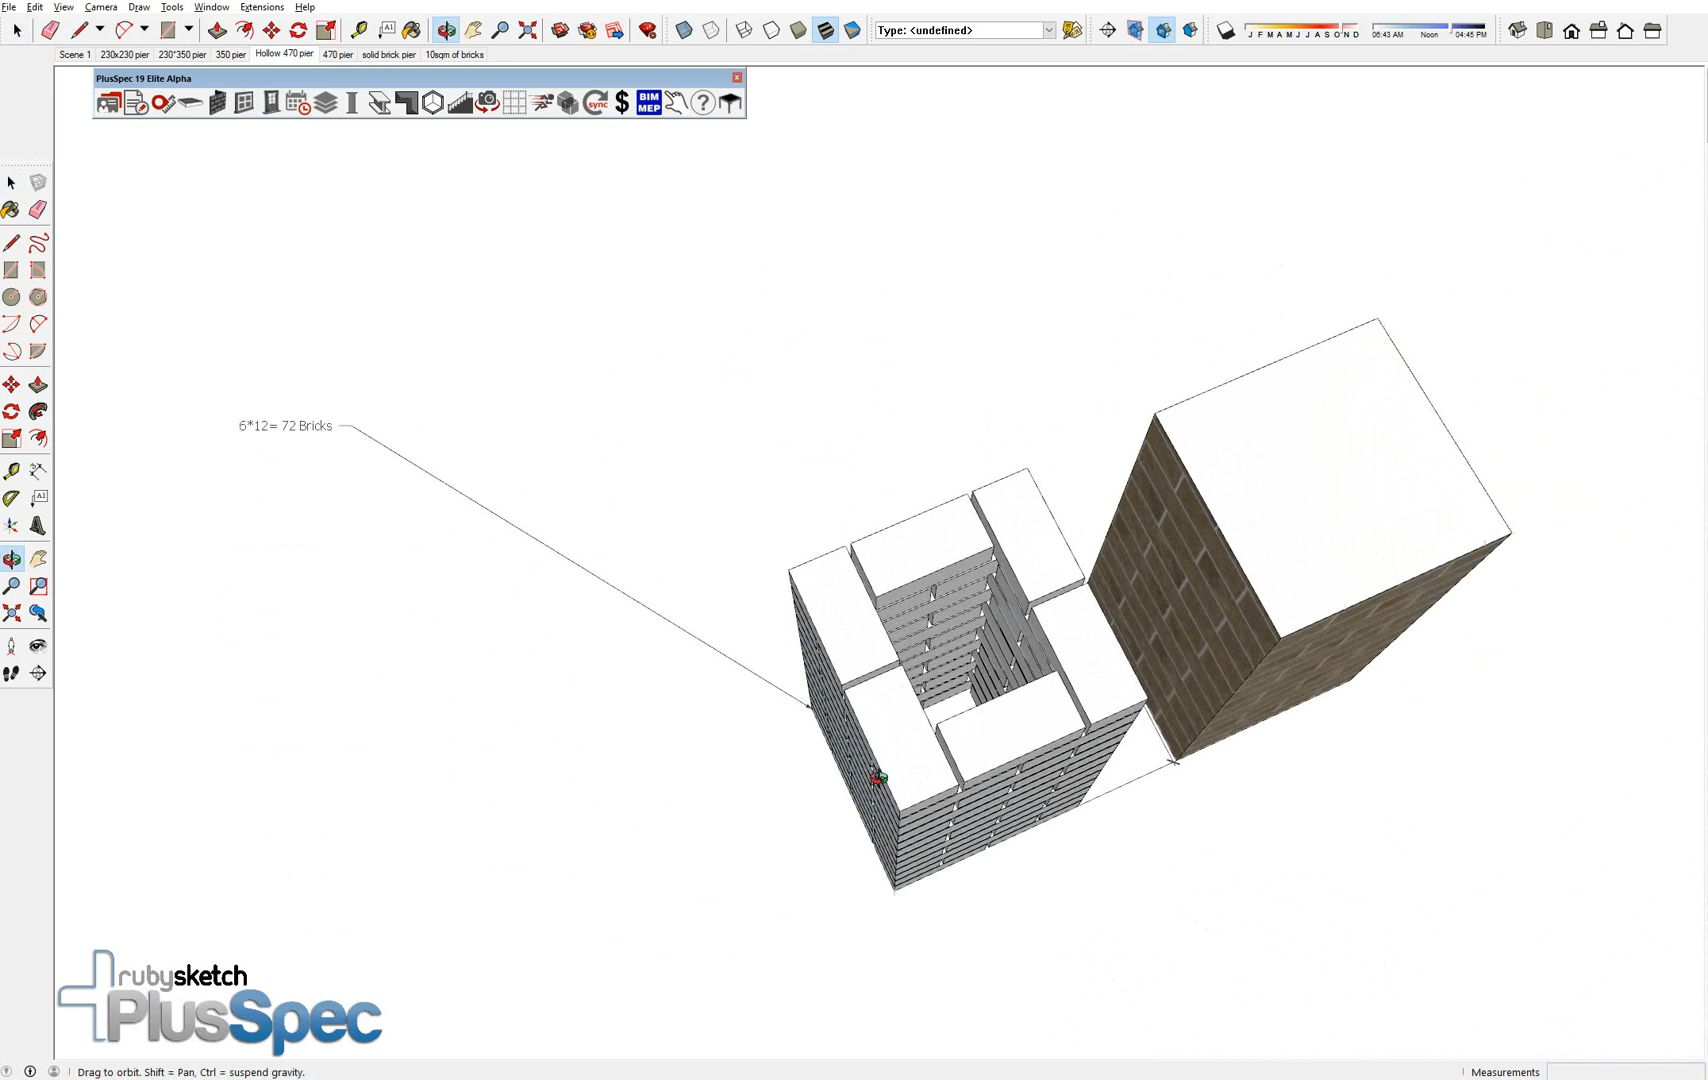 File Edit View Camera Draw Tools Window Extensions Help
Type: <undefined>
J F M A M J J A S O N D
06:43 AM Noon 04:45 PM
Scene 1 230x230 pier 230*350 pier 350 pier Hollow 470 pier 470 pier solid brick pier 10sqm of bricks
PlusSpec 19 Elite Alpha
sync $ BIM MEP ?
A1
A1
6*12= 72 Bricks
rubysketch
PlusSpec
Drag to orbit. Shift = Pan, Ctrl = suspend gravity.
Measurements